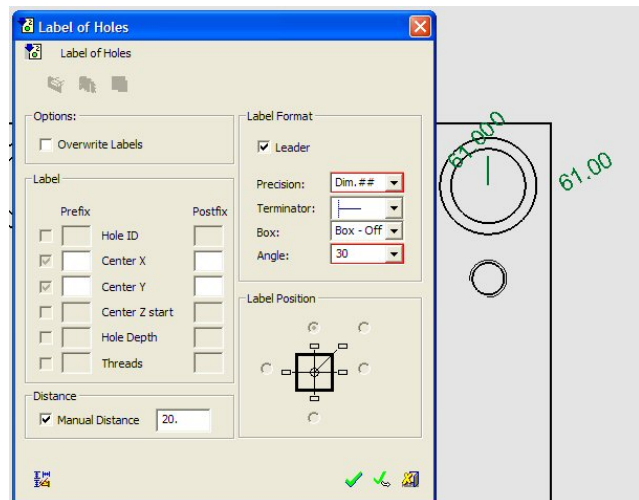 Label of Holes
Label of Holes
Options:
Overwrite Labels
Label
Prefix
Postfix
Hole ID
Center X
Center Y
Center Z start
Hole Depth
Threads
Distance
Manual Distance
20.
Label Format
Leader
Precision:
Dim.##
Terminator:
Box:
Box - Off
Angle:
30
Label Position
61.000
61.00